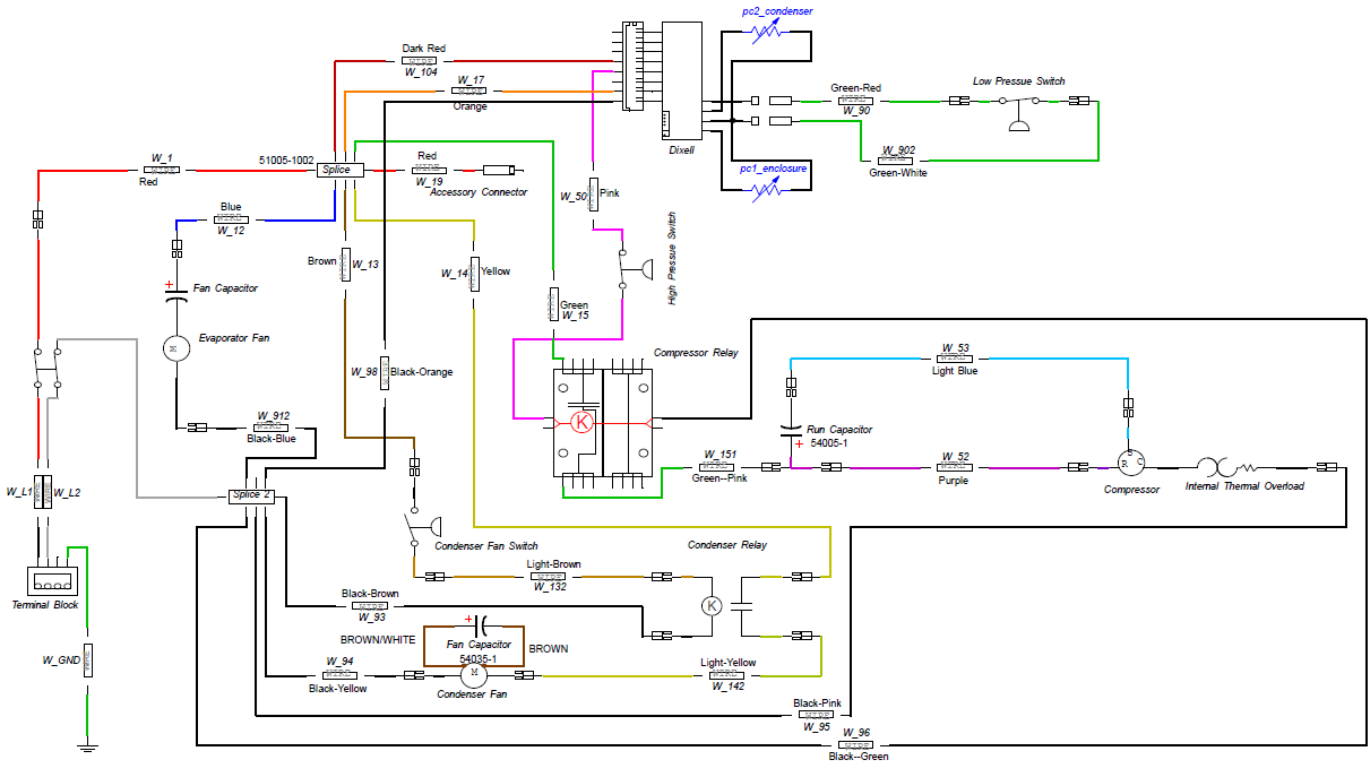 pc2_condenser
Dark Red
W_104
W_17
Orange
Low Pressue Switch
Green-Red
W_90
Dixell
W_902
Green-White
W_1
Red
51005-1002
Splice
Red
W_19
Accessory Connector
pc1_enclosure
W_50
Pink
Blue
W_12
High Pressure Switch
Brown
W_13
W_14
Yellow
Fan Capacitor
Green
W_15
Evaporator Fan
M
W_98
Black-Orange
Compressor Relay
W_53
Light Blue
K
W_912
Black-Blue
Run Capacitor
54005-1
W_151
Green--Pink
W_52
Purple
S
R
C
Compressor
Internal Thermal Overload
W_L1
W_L2
Splice 2
Condenser Fan Switch
Condenser Relay
Light-Brown
W_132
K
Terminal Block
Black-Brown
W_93
BROWN/WHITE
Fan Capacitor
54035-1
BROWN
W_GND
W_94
Black-Yellow
M
Condenser Fan
Light-Yellow
W_142
Black-Pink
W_95
W_96
Black--Green